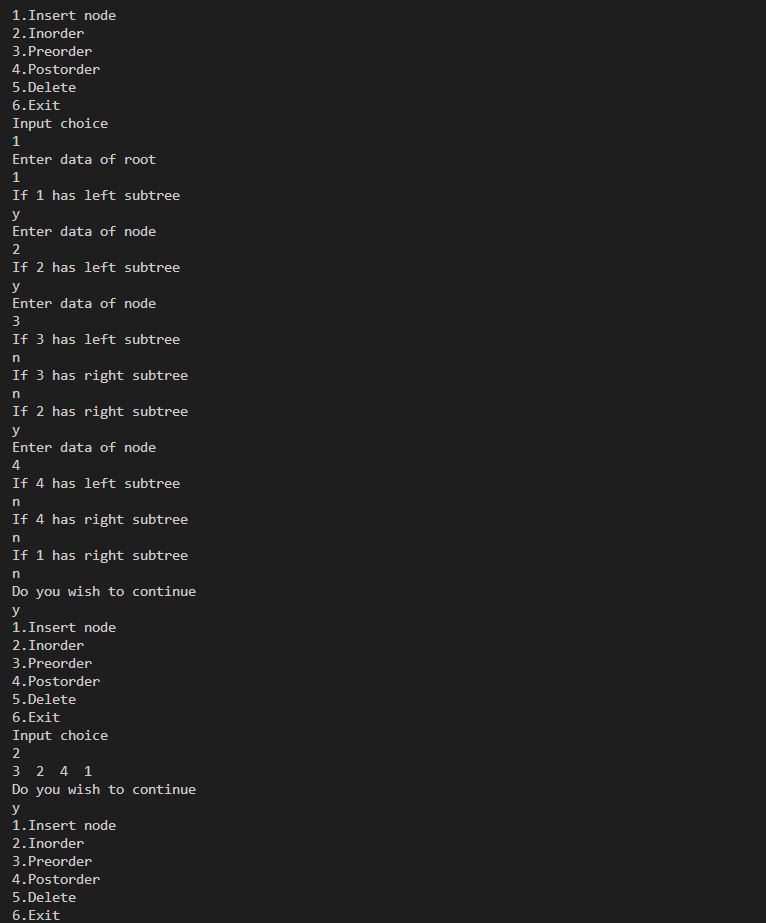 1.Insert node
2.Inorder
3.Preorder
4.Postorder
5.Delete
6.Exit
Input choice
1
Enter data of root
1
If 1 has left subtree
y
Enter data of node
2
If 2 has left subtree
y
Enter data of node
3
If 3 has left subtree
n
If 3 has right subtree
n
If 2 has right subtree
y
Enter data of node
4
If 4 has left subtree
n
If 4 has right subtree
n
If 1 has right subtree
n
Do you wish to continue
y
1.Insert node
2.Inorder
3.Preorder
4.Postorder
5.Delete
6.Exit
Input choice
2
3  2  4  1
Do you wish to continue
y
1.Insert node
2.Inorder
3.Preorder
4.Postorder
5.Delete
6.Exit